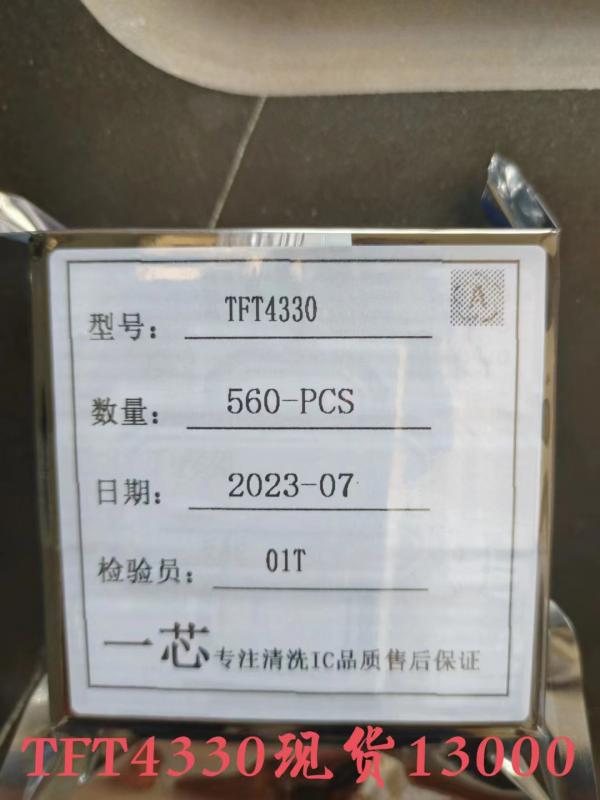 A
型号: TFT4330
数量: 560-PCS
日期: 2023-07
检验员: 01T
一芯专注清洗IC品质售后保证
TFT4330现货13000